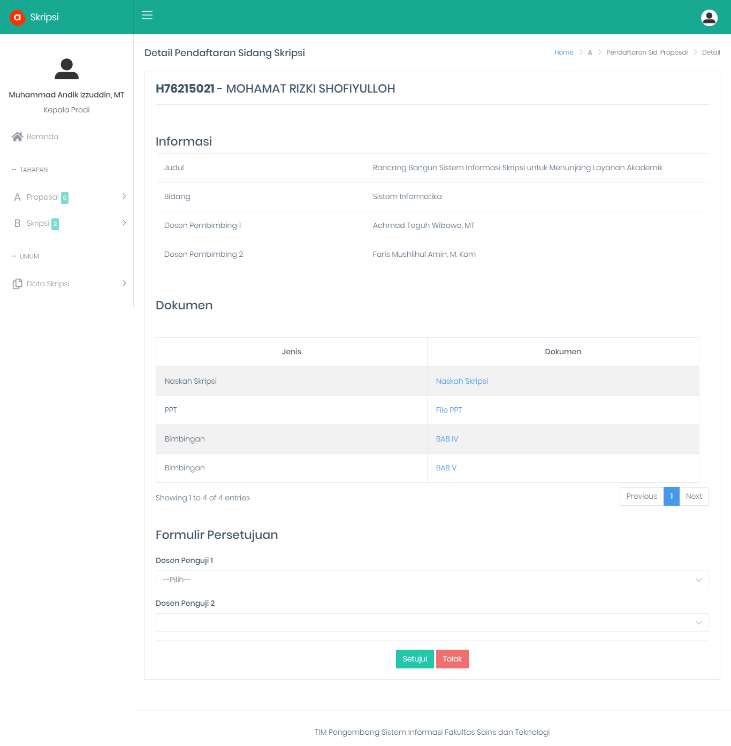 a Skripsi
Detail Pendaftaran Sidang Skripsi
Home > A > Pendaftaran Sid. Proposal > Detail
Muhammad Andik Izzuddin, MT
Kepala Prodi
Beranda
-- TAHAPAN
A Proposal 6
B Skripsi
-- UMUM
Data Skripsi
H76215021 - MOHAMAT RIZKI SHOFIYULLOH
Informasi
Judul Rancang Bangun Sistem Informasi Skripsi untuk Menunjang Layanan Akademik
Bidang Sistem Informatika
Dosen Pembimbing 1 Achmad Teguh Wibowo, MT
Dosen Pembimbing 2 Faris Mushlihul Amin, M. Kom
Dokumen
Jenis Dokumen
Naskah Skripsi Naskah Skripsi
PPT File PPT
Bimbingan BAB IV
Bimbingan BAB V
Showing 1 to 4 of 4 entries
Previous 1 Next
Formulir Persetujuan
Dosen Penguji 1
--Pilih--
Dosen Penguji 2
Setujui Tolak
TIM Pengembang Sistem Informasi Fakultas Sains dan Teknologi